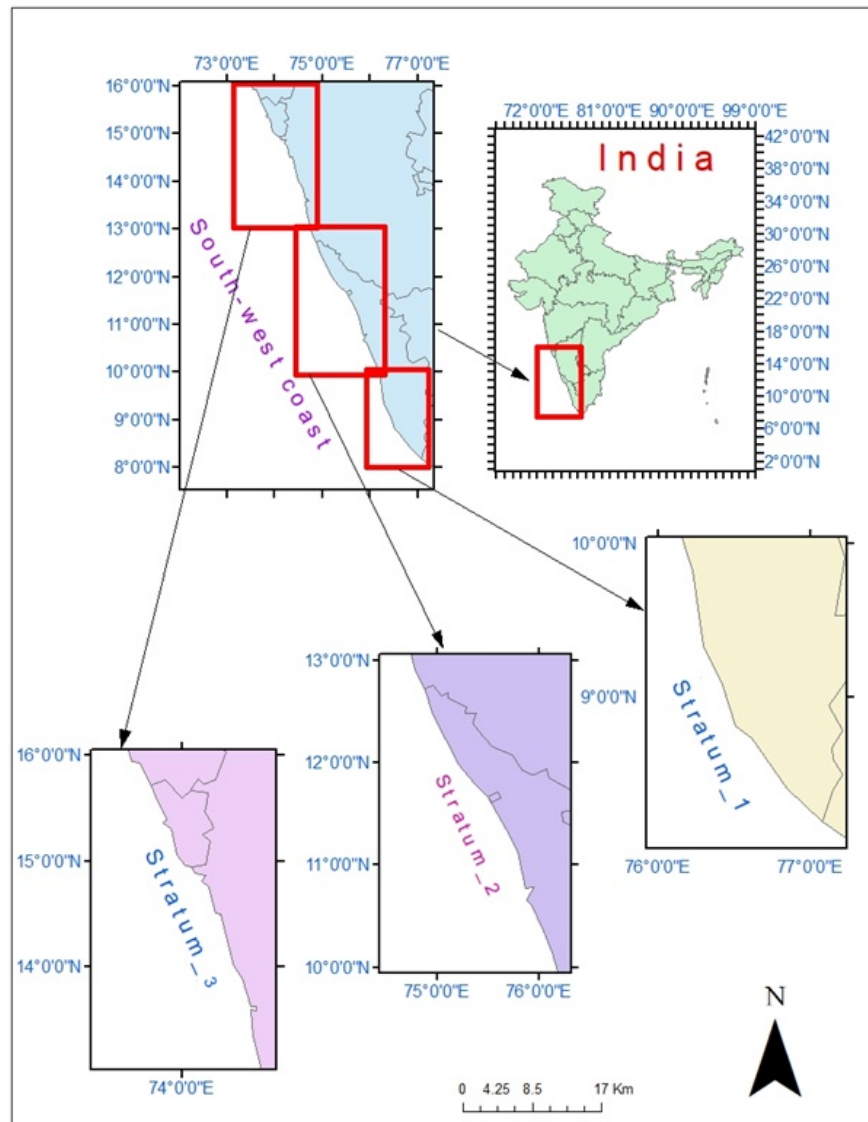 73°0'0"E 75°0'0"E 77°0'0"E
16°0'0"N
15°0'0"N
14°0'0"N
13°0'0"N
12°0'0"N
11°0'0"N
10°0'0"N
9°0'0"N
8°0'0"N
South-west coast
72°0'0"E 81°0'0"E 90°0'0"E 99°0'0"E
India
42°0'0"N
38°0'0"N
34°0'0"N
30°0'0"N
26°0'0"N
22°0'0"N
18°0'0"N
14°0'0"N
10°0'0"N
6°0'0"N
2°0'0"N
10°0'0"N
9°0'0"N
Stratum_1
76°0'0"E 77°0'0"E
13°0'0"N
12°0'0"N
11°0'0"N
10°0'0"N
Stratum_2
75°0'0"E 76°0'0"E
16°0'0"N
15°0'0"N
14°0'0"N
Stratum_3
74°0'0"E
N
0 4.25 8.5 17 Km